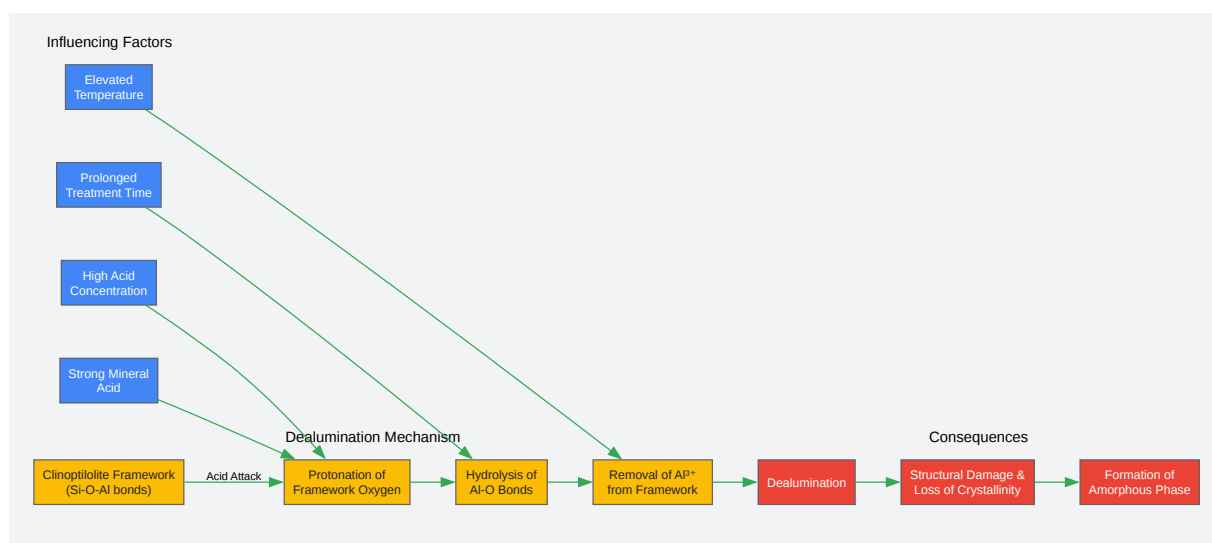 Influencing Factors
Elevated
Temperature
Prolonged
Treatment Time
High Acid
Concentration
Strong Mineral
Acid
Dealumination Mechanism
Consequences
Clinoptilolite Framework
(Si-O-Al bonds)
Acid Attack
Protonation of
Framework Oxygen
Hydrolysis of
Al-O Bonds
Removal of Al³⁺
from Framework
Dealumination
Structural Damage &
Loss of Crystallinity
Formation of
Amorphous Phase